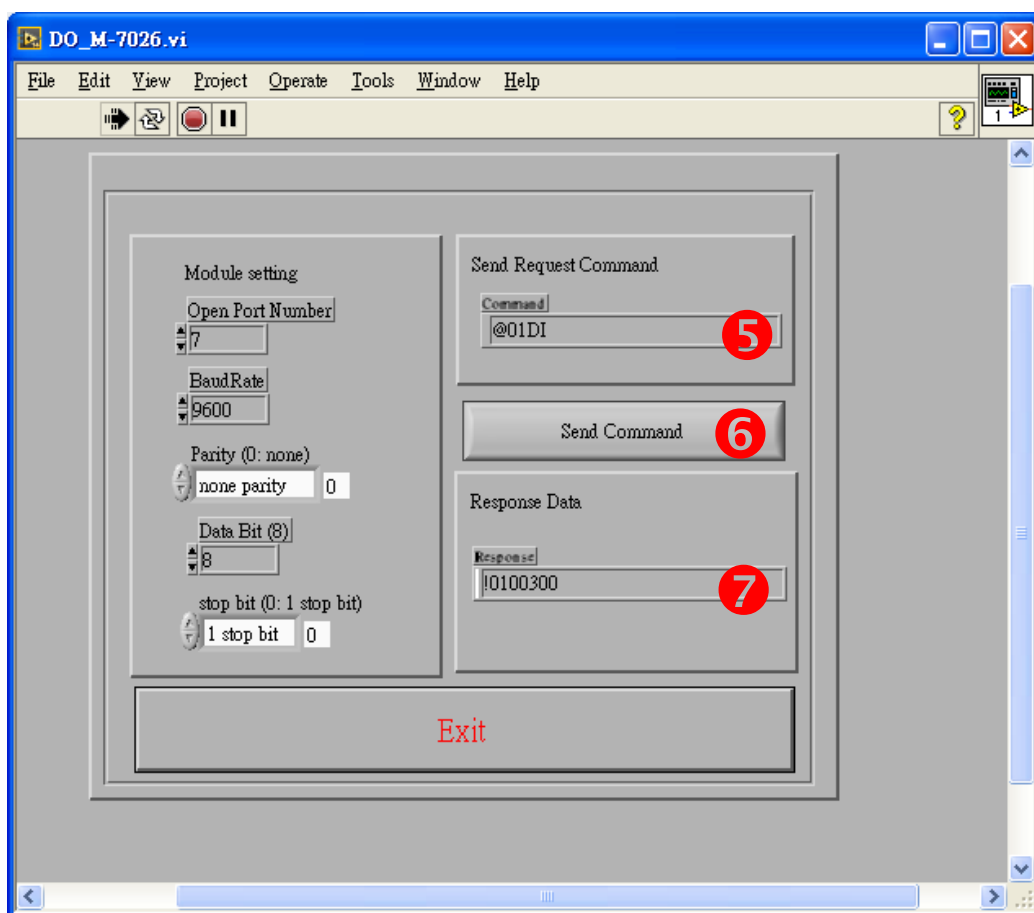 DO_M-7026.vi
File Edit View Project Operate Tools Window Help
1
Module setting
Open Port Number
7
BaudRate
9600
Parity (0: none)
none parity 0
Data Bit (8)
8
stop bit (0: 1 stop bit)
1 stop bit 0
Send Request Command
Command
@01DI
5
Send Command
6
Response Data
Response
!0100300
7
Exit